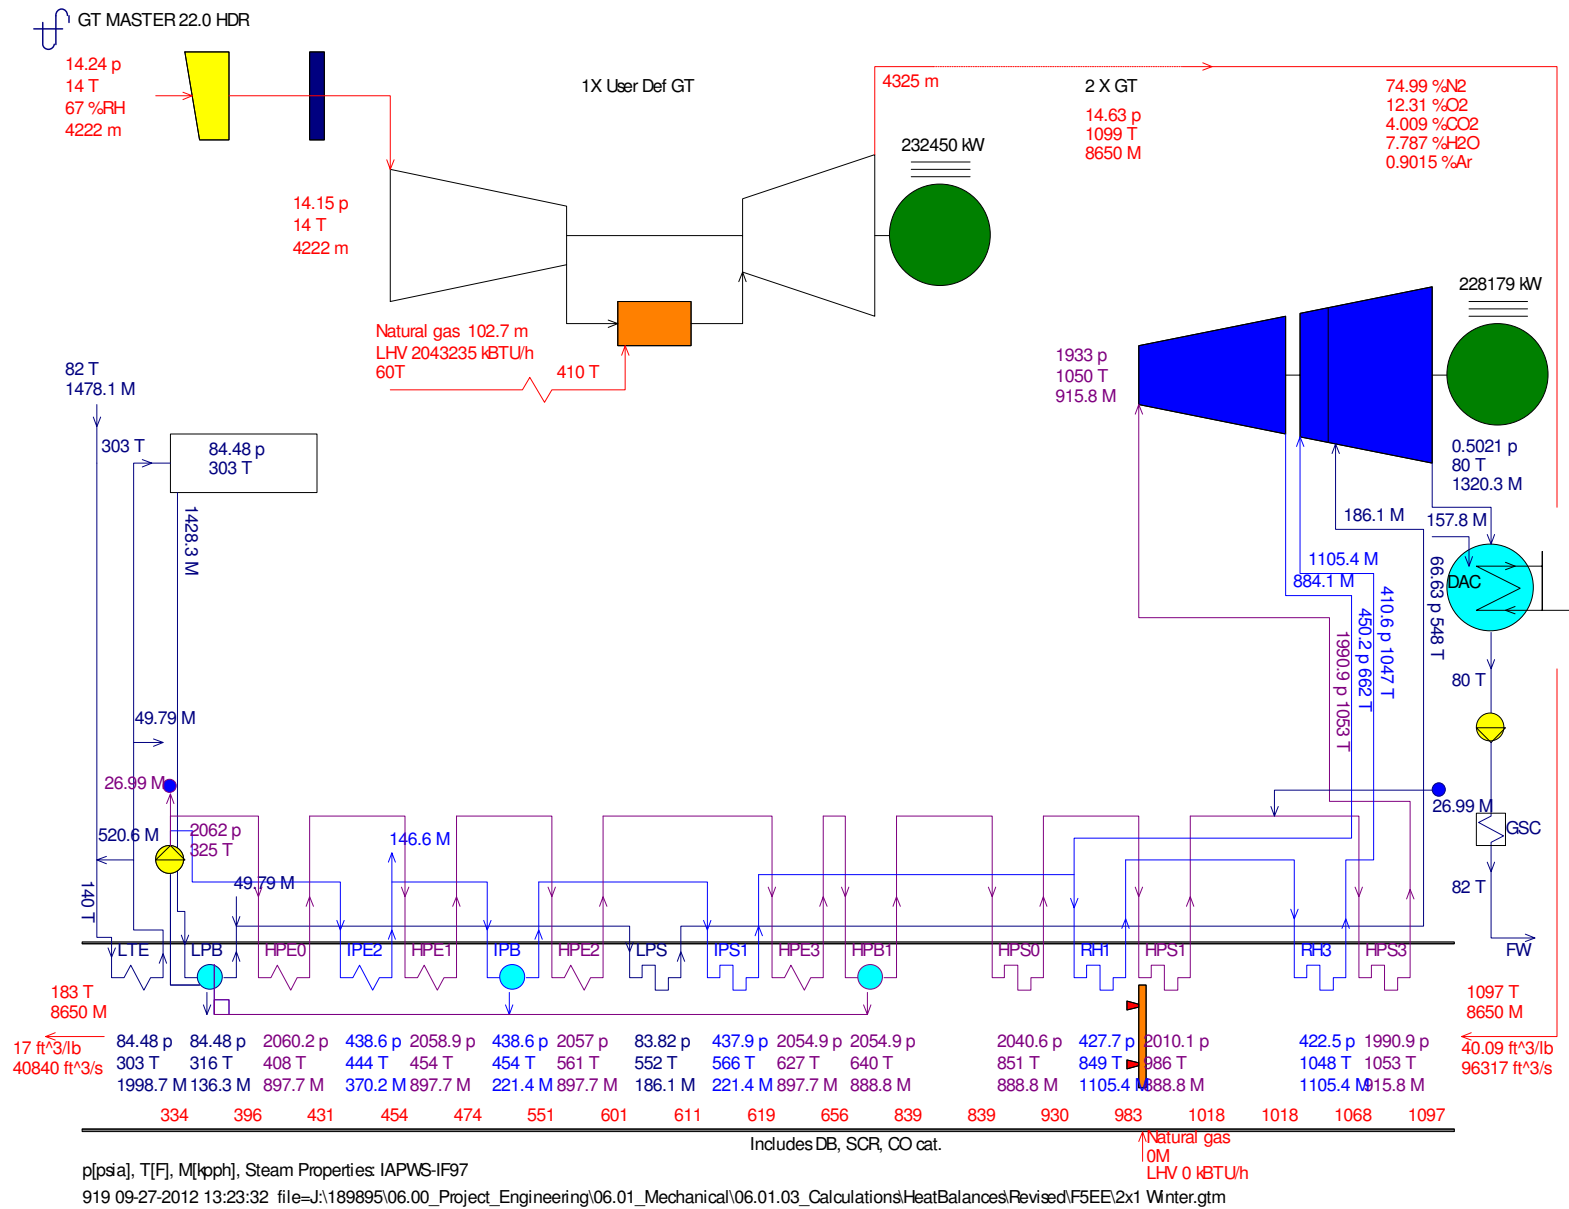 GT MASTER 22.0 HDR
14.24 p
14 T
67 %RH
4222 m
1X User Def GT
4325 m
2 X GT
14.63 p
1099 T
8650 M
74.99 %N2
12.31 %O2
4.009 %CO2
7.787 %H2O
0.9015 %Ar
232450 kW
14.15 p
14 T
4222 m
228179 kW
Natural gas 102.7 m
LHV 2043235 kBTU/h
60T
410 T
1933 p
1050 T
915.8 M
82 T
1478.1 M
303 T
84.48 p
303 T
0.5021 p
80 T
1320.3 M
1428.3 M
186.1 M
157.8 M
1105.4 M
884.1 M
DAC
66.63 p 548 T
410.6 p 1047 T
450.2 p 662 T
1990.9 p 1053 T
80 T
49.79 M
26.99 M
26.99 M
520.6 M
2062 p
325 T
146.6 M
GSC
140 T
49.79 M
82 T
FW
LTE LPB HPE0 IPE2 HPE1 IPB HPE2 LPS IPS1 HPE3 HPB1 HPS0 RH1 HPS1 RH3 HPS3
183 T
8650 M
1097 T
8650 M
17 ft^3/lb
40840 ft^3/s
40.09 ft^3/lb
96317 ft^3/s
84.48 p 84.48 p 2060.2 p 438.6 p 2058.9 p 438.6 p 2057 p 83.82 p 437.9 p 2054.9 p 2054.9 p 2040.6 p 427.7 p 2010.1 p 422.5 p 1990.9 p
303 T 316 T 408 T 444 T 454 T 454 T 561 T 552 T 566 T 627 T 640 T 851 T 849 T 986 T 1048 T 1053 T
1998.7 M 136.3 M 897.7 M 370.2 M 897.7 M 221.4 M 897.7 M 186.1 M 221.4 M 897.7 M 888.8 M 888.8 M 1105.4 M 888.8 M 1105.4 M 915.8 M
334 396 431 454 474 551 601 611 619 656 839 839 930 983 1018 1018 1068 1097
Includes DB, SCR, CO cat.
Natural gas
0M
LHV 0 kBTU/h
p[psia], T[F], M[kpph], Steam Properties: IAPWS-IF97
919 09-27-2012 13:23:32 file=J:\189895\06.00_Project_Engineering\06.01_Mechanical\06.01.03_Calculations\HeatBalances\Revised\F5EE\2x1 Winter.gtm